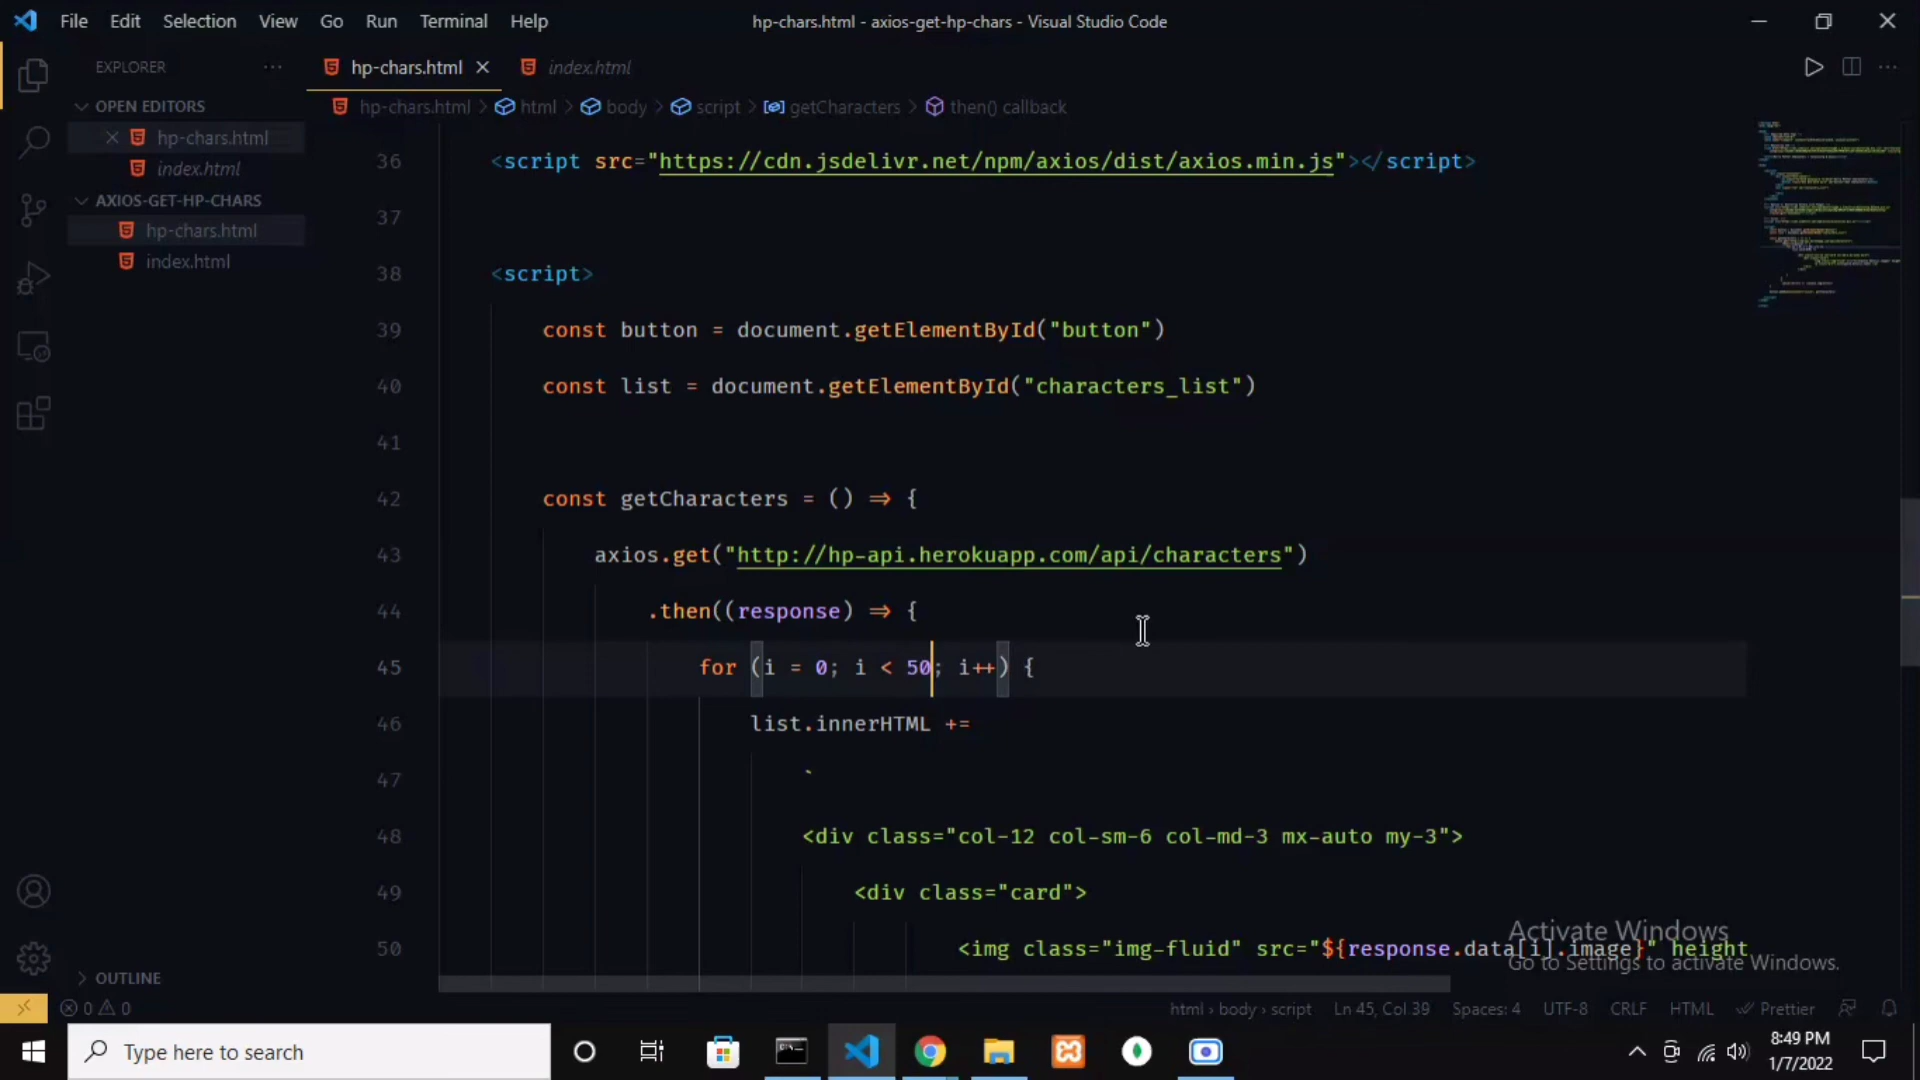 File Edit Selection View Go Run Terminal Help
hp-chars.html - axios-get-hp-chars - Visual Studio Code
EXPLORER ···
hp-chars.html
index.html
OPEN EDITORS
hp-chars.html
index.html
AXIOS-GET-HP-CHARS
hp-chars.html
index.html
hp-chars.html > html > body > script > getCharacters > then() callback
36 <script src="https://cdn.jsdelivr.net/npm/axios/dist/axios.min.js"></script>
37
38 <script>
39 const button = document.getElementById("button")
40 const list = document.getElementById("characters_list")
41
42 const getCharacters = () => {
43 axios.get("http://hp-api.herokuapp.com/api/characters")
44 .then((response) => {
45 for (i = 0; i < 50; i++) {
46 list.innerHTML +=
47 `
48 <div class="col-12 col-sm-6 col-md-3 mx-auto my-3">
49 <div class="card">
50 <img class="img-fluid" src="${response.data[i].image}" height
Activate Windows
Go to Settings to activate Windows.
OUTLINE
0 0
html > body > script Ln 45, Col 39 Spaces: 4 UTF-8 CRLF HTML Prettier
Type here to search
8:49 PM
1/7/2022